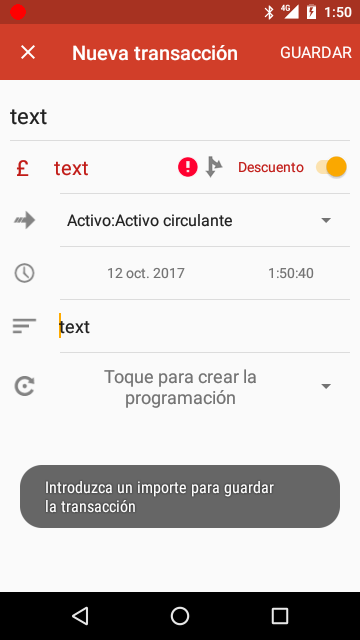 4G 1:50
Nueva transacción GUARDAR
text
£ text Descuento
Activo:Activo circulante
12 oct. 2017 1:50:40
text
Toque para crear la
programación
Introduzca un importe para guardar
la transacción